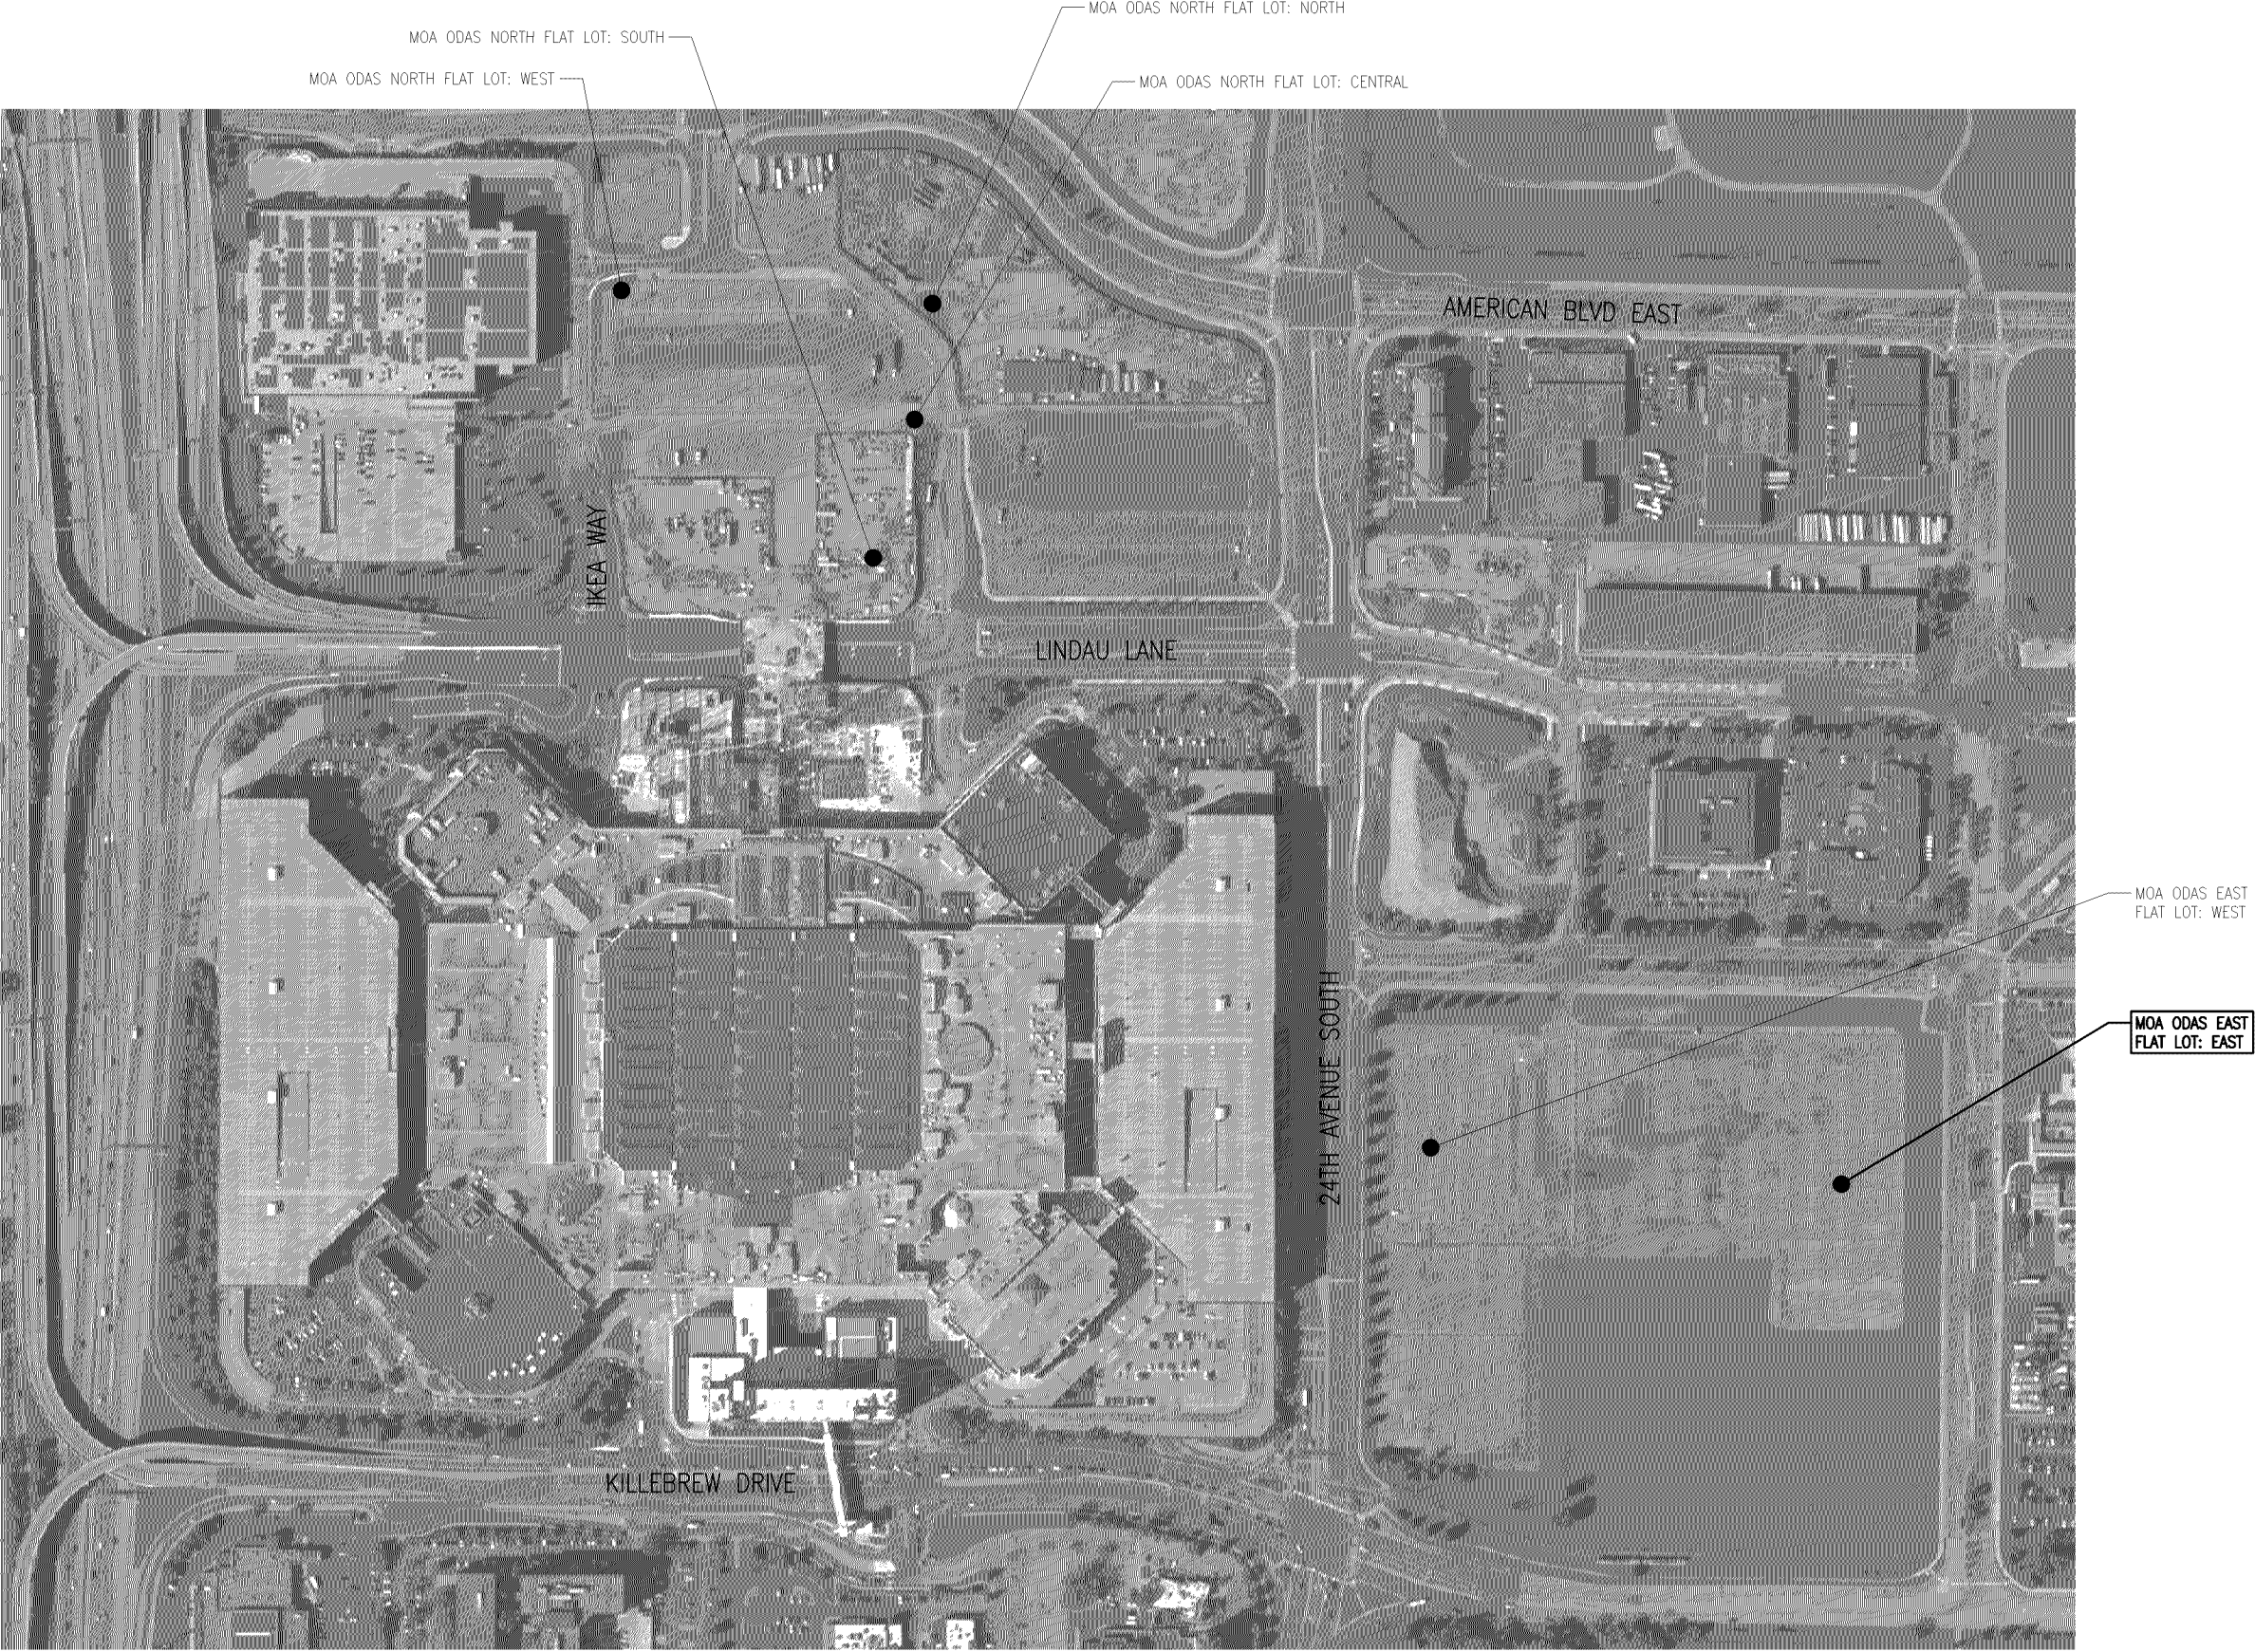 MOA ODAS NORTH FLAT LOT: NORTH
MOA ODAS NORTH FLAT LOT: SOUTH
MOA ODAS NORTH FLAT LOT: WEST
MOA ODAS NORTH FLAT LOT: CENTRAL
AMERICAN BLVD EAST
IKEA WAY
LINDAU LANE
MOA ODAS EAST
FLAT LOT: WEST
24TH AVENUE SOUTH
MOA ODAS EAST
FLAT LOT: EAST
KILLEBREW DRIVE